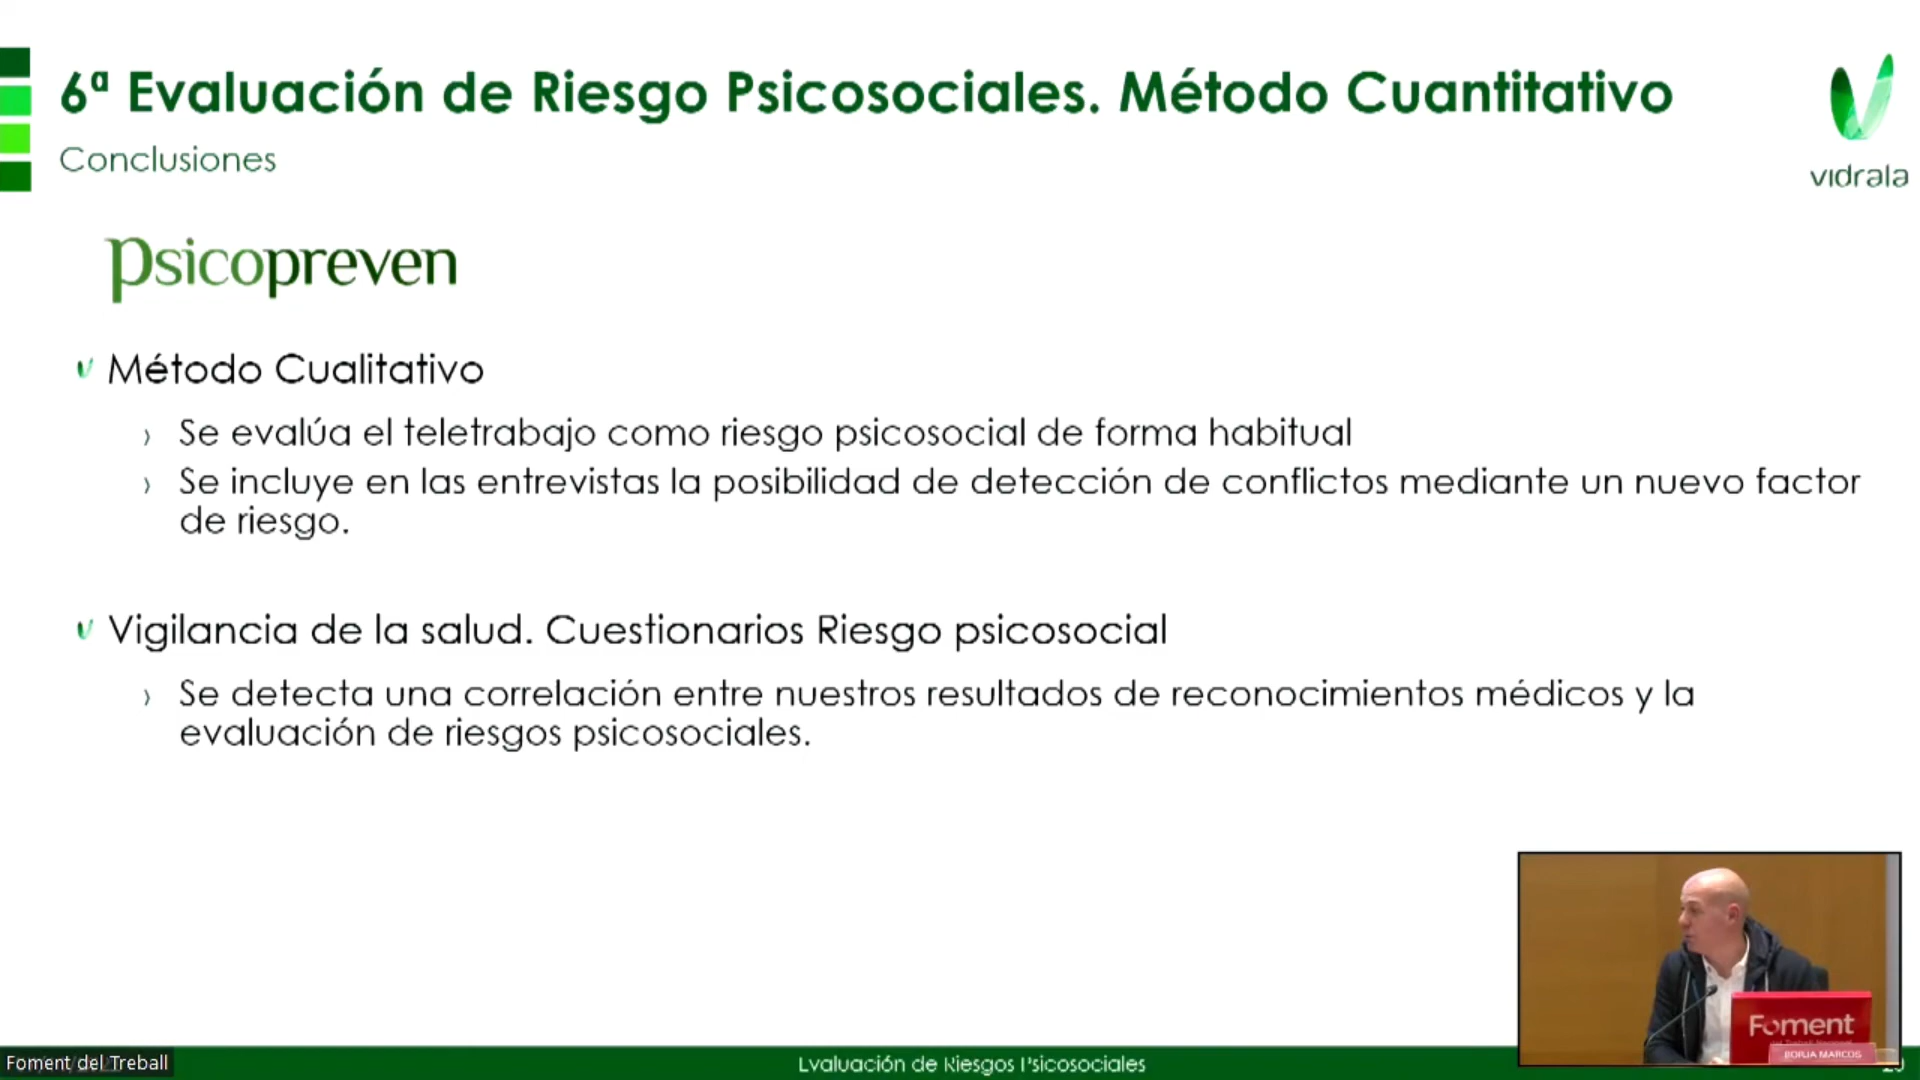 6ª Evaluación de Riesgo Psicosociales. Método Cuantitativo
Conclusiones
vidrala
psicopreven
Método Cualitativo
› Se evalúa el teletrabajo como riesgo psicosocial de forma habitual
› Se incluye en las entrevistas la posibilidad de detección de conflictos mediante un nuevo factor
de riesgo.
Vigilancia de la salud. Cuestionarios Riesgo psicosocial
› Se detecta una correlación entre nuestros resultados de reconocimientos médicos y la
evaluación de riesgos psicosociales.
Foment
BORJA MARCOS
Foment del Treball
Evaluación de Riesgos Psicosociales